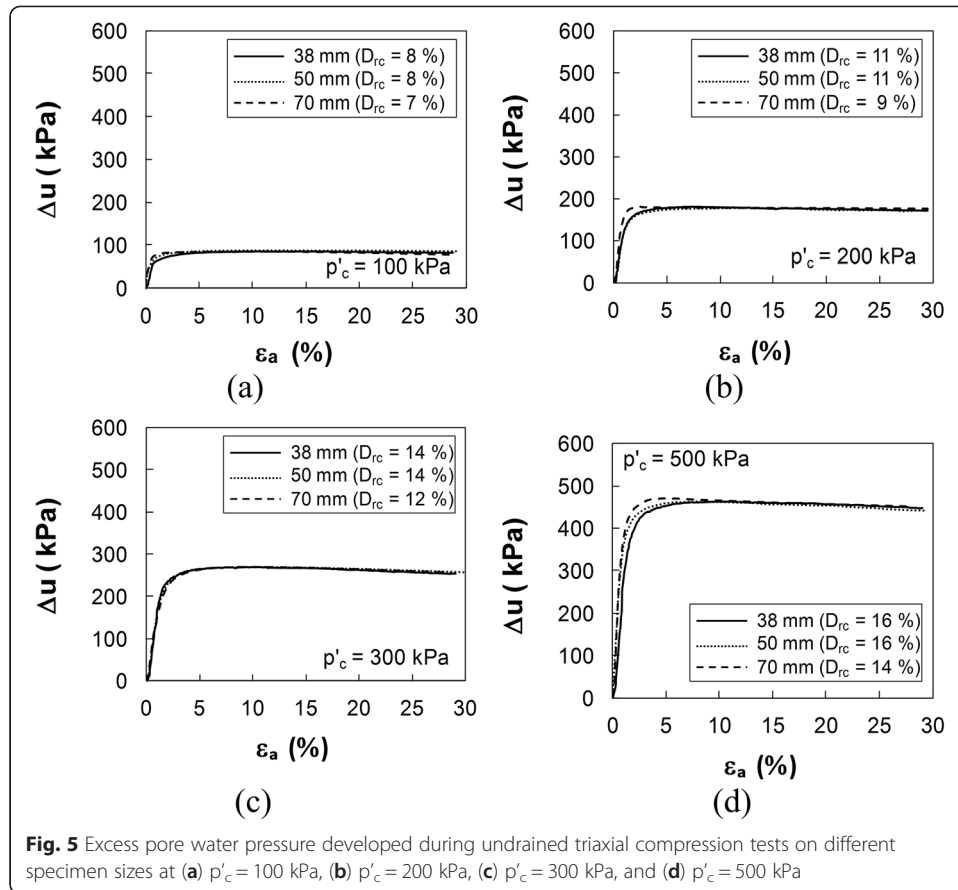 600
500
400
300
200
100
0
Δu ( kPa)
38 mm (D_rc = 8 %)
50 mm (D_rc = 8 %)
70 mm (D_rc = 7 %)
p'_c = 100 kPa
0 5 10 15 20 25 30
ε_a (%)
(a)
600
500
400
300
200
100
0
Δu ( kPa)
38 mm (D_rc = 11 %)
50 mm (D_rc = 11 %)
70 mm (D_rc = 9 %)
p'_c = 200 kPa
0 5 10 15 20 25 30
ε_a (%)
(b)
600
500
400
300
200
100
0
Δu ( kPa)
38 mm (D_rc = 14 %)
50 mm (D_rc = 14 %)
70 mm (D_rc = 12 %)
p'_c = 300 kPa
0 5 10 15 20 25 30
ε_a (%)
(c)
600
500
400
300
200
100
0
Δu ( kPa)
p'_c = 500 kPa
38 mm (D_rc = 16 %)
50 mm (D_rc = 16 %)
70 mm (D_rc = 14 %)
0 5 10 15 20 25 30
ε_a (%)
(d)
Fig. 5 Excess pore water pressure developed during undrained triaxial compression tests on different
specimen sizes at (a) p'_c = 100 kPa, (b) p'_c = 200 kPa, (c) p'_c = 300 kPa, and (d) p'_c = 500 kPa